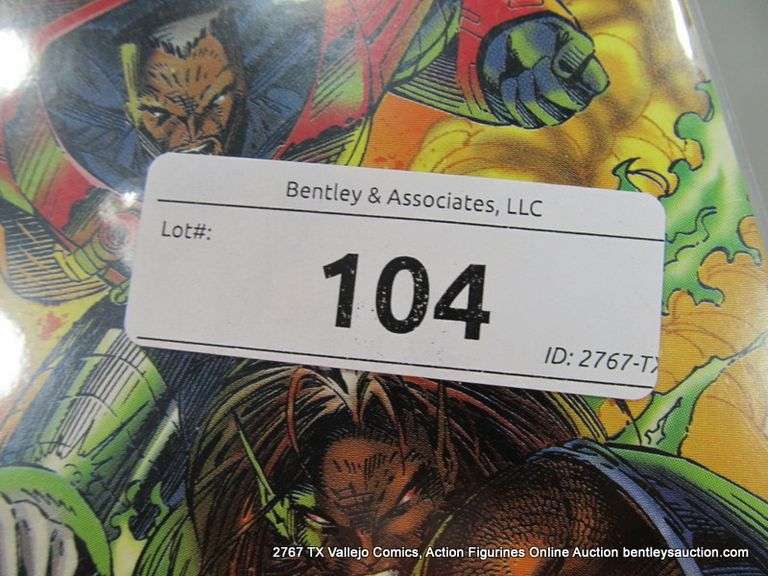 Bentley & Associates, LLC
Lot#:
104
ID: 2767-TX
2767 TX Vallejo Comics, Action Figurines Online Auction bentleysauction.com